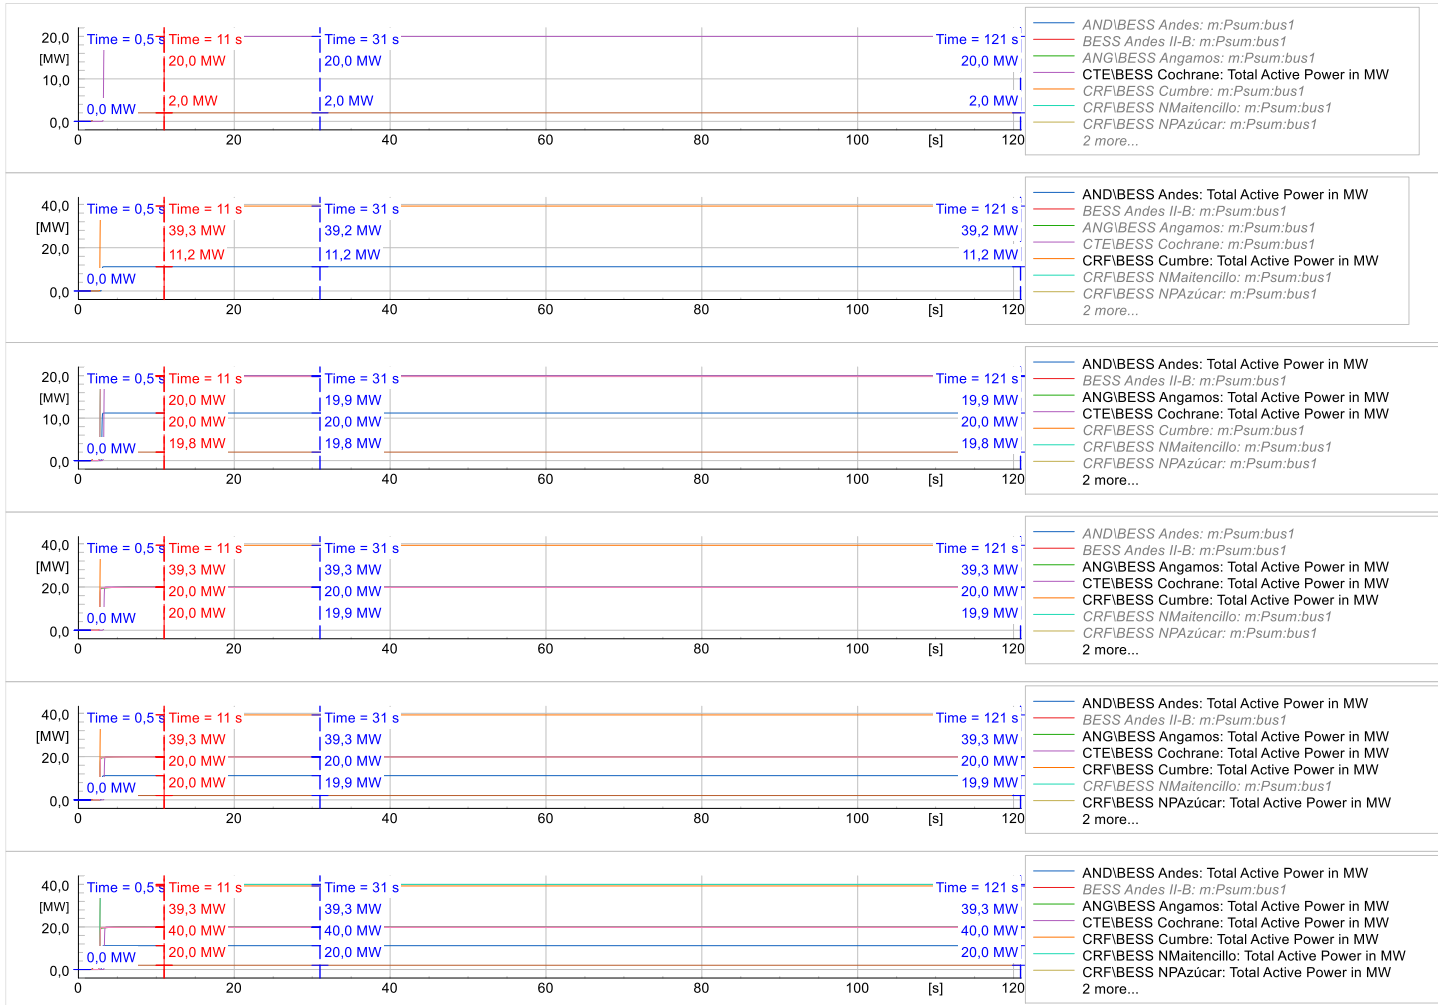 20,0
[MW]
10,0
0,0
Time = 0,5 s
0,0 MW
Time = 11 s
20,0 MW
2,0 MW
Time = 31 s
20,0 MW
2,0 MW
Time = 121 s
20,0 MW
2,0 MW
0 20 40 60 80 100 [s] 120
AND\BESS Andes: m:Psum:bus1
BESS Andes II-B: m:Psum:bus1
ANG\BESS Angamos: m:Psum:bus1
CTE\BESS Cochrane: Total Active Power in MW
CRF\BESS Cumbre: m:Psum:bus1
CRF\BESS NMaitencillo: m:Psum:bus1
CRF\BESS NPAzúcar: m:Psum:bus1
2 more...
40,0
[MW]
20,0
0,0
Time = 0,5 s
0,0 MW
Time = 11 s
39,3 MW
11,2 MW
Time = 31 s
39,2 MW
11,2 MW
Time = 121 s
39,2 MW
11,2 MW
0 20 40 60 80 100 [s] 120
AND\BESS Andes: Total Active Power in MW
BESS Andes II-B: m:Psum:bus1
ANG\BESS Angamos: m:Psum:bus1
CTE\BESS Cochrane: m:Psum:bus1
CRF\BESS Cumbre: Total Active Power in MW
CRF\BESS NMaitencillo: m:Psum:bus1
CRF\BESS NPAzúcar: m:Psum:bus1
2 more...
20,0
[MW]
10,0
0,0
Time = 0,5 s
0,0 MW
Time = 11 s
20,0 MW
20,0 MW
19,8 MW
Time = 31 s
19,9 MW
20,0 MW
19,8 MW
Time = 121 s
19,9 MW
20,0 MW
19,8 MW
0 20 40 60 80 100 [s] 120
AND\BESS Andes: Total Active Power in MW
BESS Andes II-B: m:Psum:bus1
ANG\BESS Angamos: Total Active Power in MW
CTE\BESS Cochrane: Total Active Power in MW
CRF\BESS Cumbre: m:Psum:bus1
CRF\BESS NMaitencillo: m:Psum:bus1
CRF\BESS NPAzúcar: m:Psum:bus1
2 more...
40,0
[MW]
20,0
0,0
Time = 0,5 s
0,0 MW
Time = 11 s
39,3 MW
20,0 MW
20,0 MW
Time = 31 s
39,3 MW
20,0 MW
19,9 MW
Time = 121 s
39,3 MW
20,0 MW
19,9 MW
0 20 40 60 80 100 [s] 120
AND\BESS Andes: m:Psum:bus1
BESS Andes II-B: m:Psum:bus1
ANG\BESS Angamos: Total Active Power in MW
CTE\BESS Cochrane: Total Active Power in MW
CRF\BESS Cumbre: Total Active Power in MW
CRF\BESS NMaitencillo: m:Psum:bus1
CRF\BESS NPAzúcar: m:Psum:bus1
2 more...
40,0
[MW]
20,0
0,0
Time = 0,5 s
0,0 MW
Time = 11 s
39,3 MW
20,0 MW
20,0 MW
Time = 31 s
39,3 MW
20,0 MW
19,9 MW
Time = 121 s
39,3 MW
20,0 MW
19,9 MW
0 20 40 60 80 100 [s] 120
AND\BESS Andes: Total Active Power in MW
BESS Andes II-B: m:Psum:bus1
ANG\BESS Angamos: Total Active Power in MW
CTE\BESS Cochrane: Total Active Power in MW
CRF\BESS Cumbre: Total Active Power in MW
CRF\BESS NMaitencillo: m:Psum:bus1
CRF\BESS NPAzúcar: Total Active Power in MW
2 more...
40,0
[MW]
20,0
0,0
Time = 0,5 s
0,0 MW
Time = 11 s
39,3 MW
40,0 MW
20,0 MW
Time = 31 s
39,3 MW
40,0 MW
20,0 MW
Time = 121 s
39,3 MW
40,0 MW
20,0 MW
0 20 40 60 80 100 [s] 120
AND\BESS Andes: Total Active Power in MW
BESS Andes II-B: m:Psum:bus1
ANG\BESS Angamos: Total Active Power in MW
CTE\BESS Cochrane: Total Active Power in MW
CRF\BESS Cumbre: Total Active Power in MW
CRF\BESS NMaitencillo: Total Active Power in MW
CRF\BESS NPAzúcar: Total Active Power in MW
2 more...